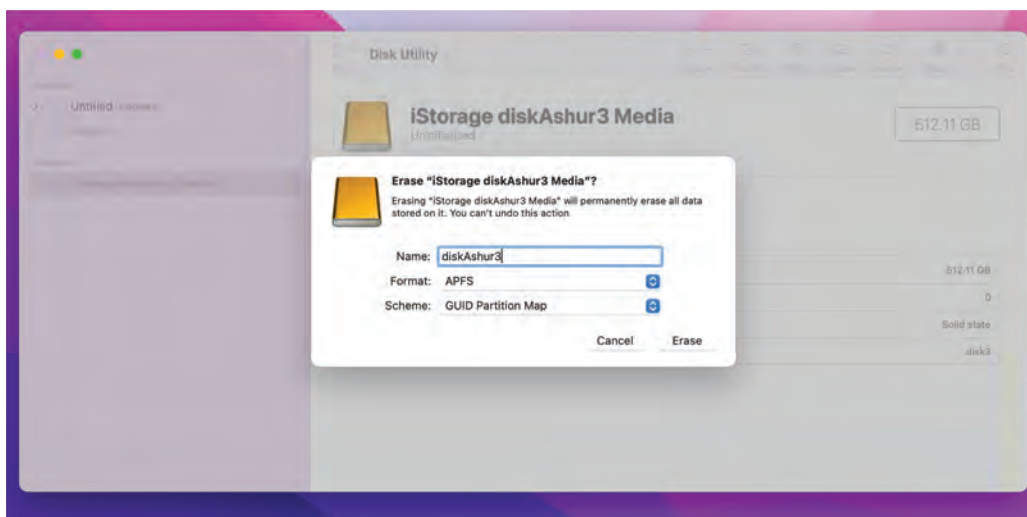 Disk Utility
Untitled
iStorage diskAshur3 Media
Uninitialised
512.11 GB
Erase "iStorage diskAshur3 Media"?
Erasing "iStorage diskAshur3 Media" will permanently erase all data
stored on it. You can't undo this action
Name: diskAshur3
Format: APFS
Scheme: GUID Partition Map
Cancel Erase
512.11 GB
0
Solid state
disk3